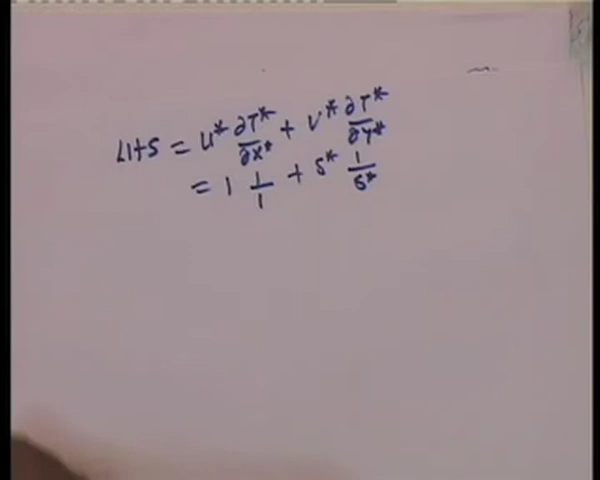 LHS = u* ∂T*/∂x* + v* ∂T*/∂y*
= 1 1/1 + δ* 1/δ*